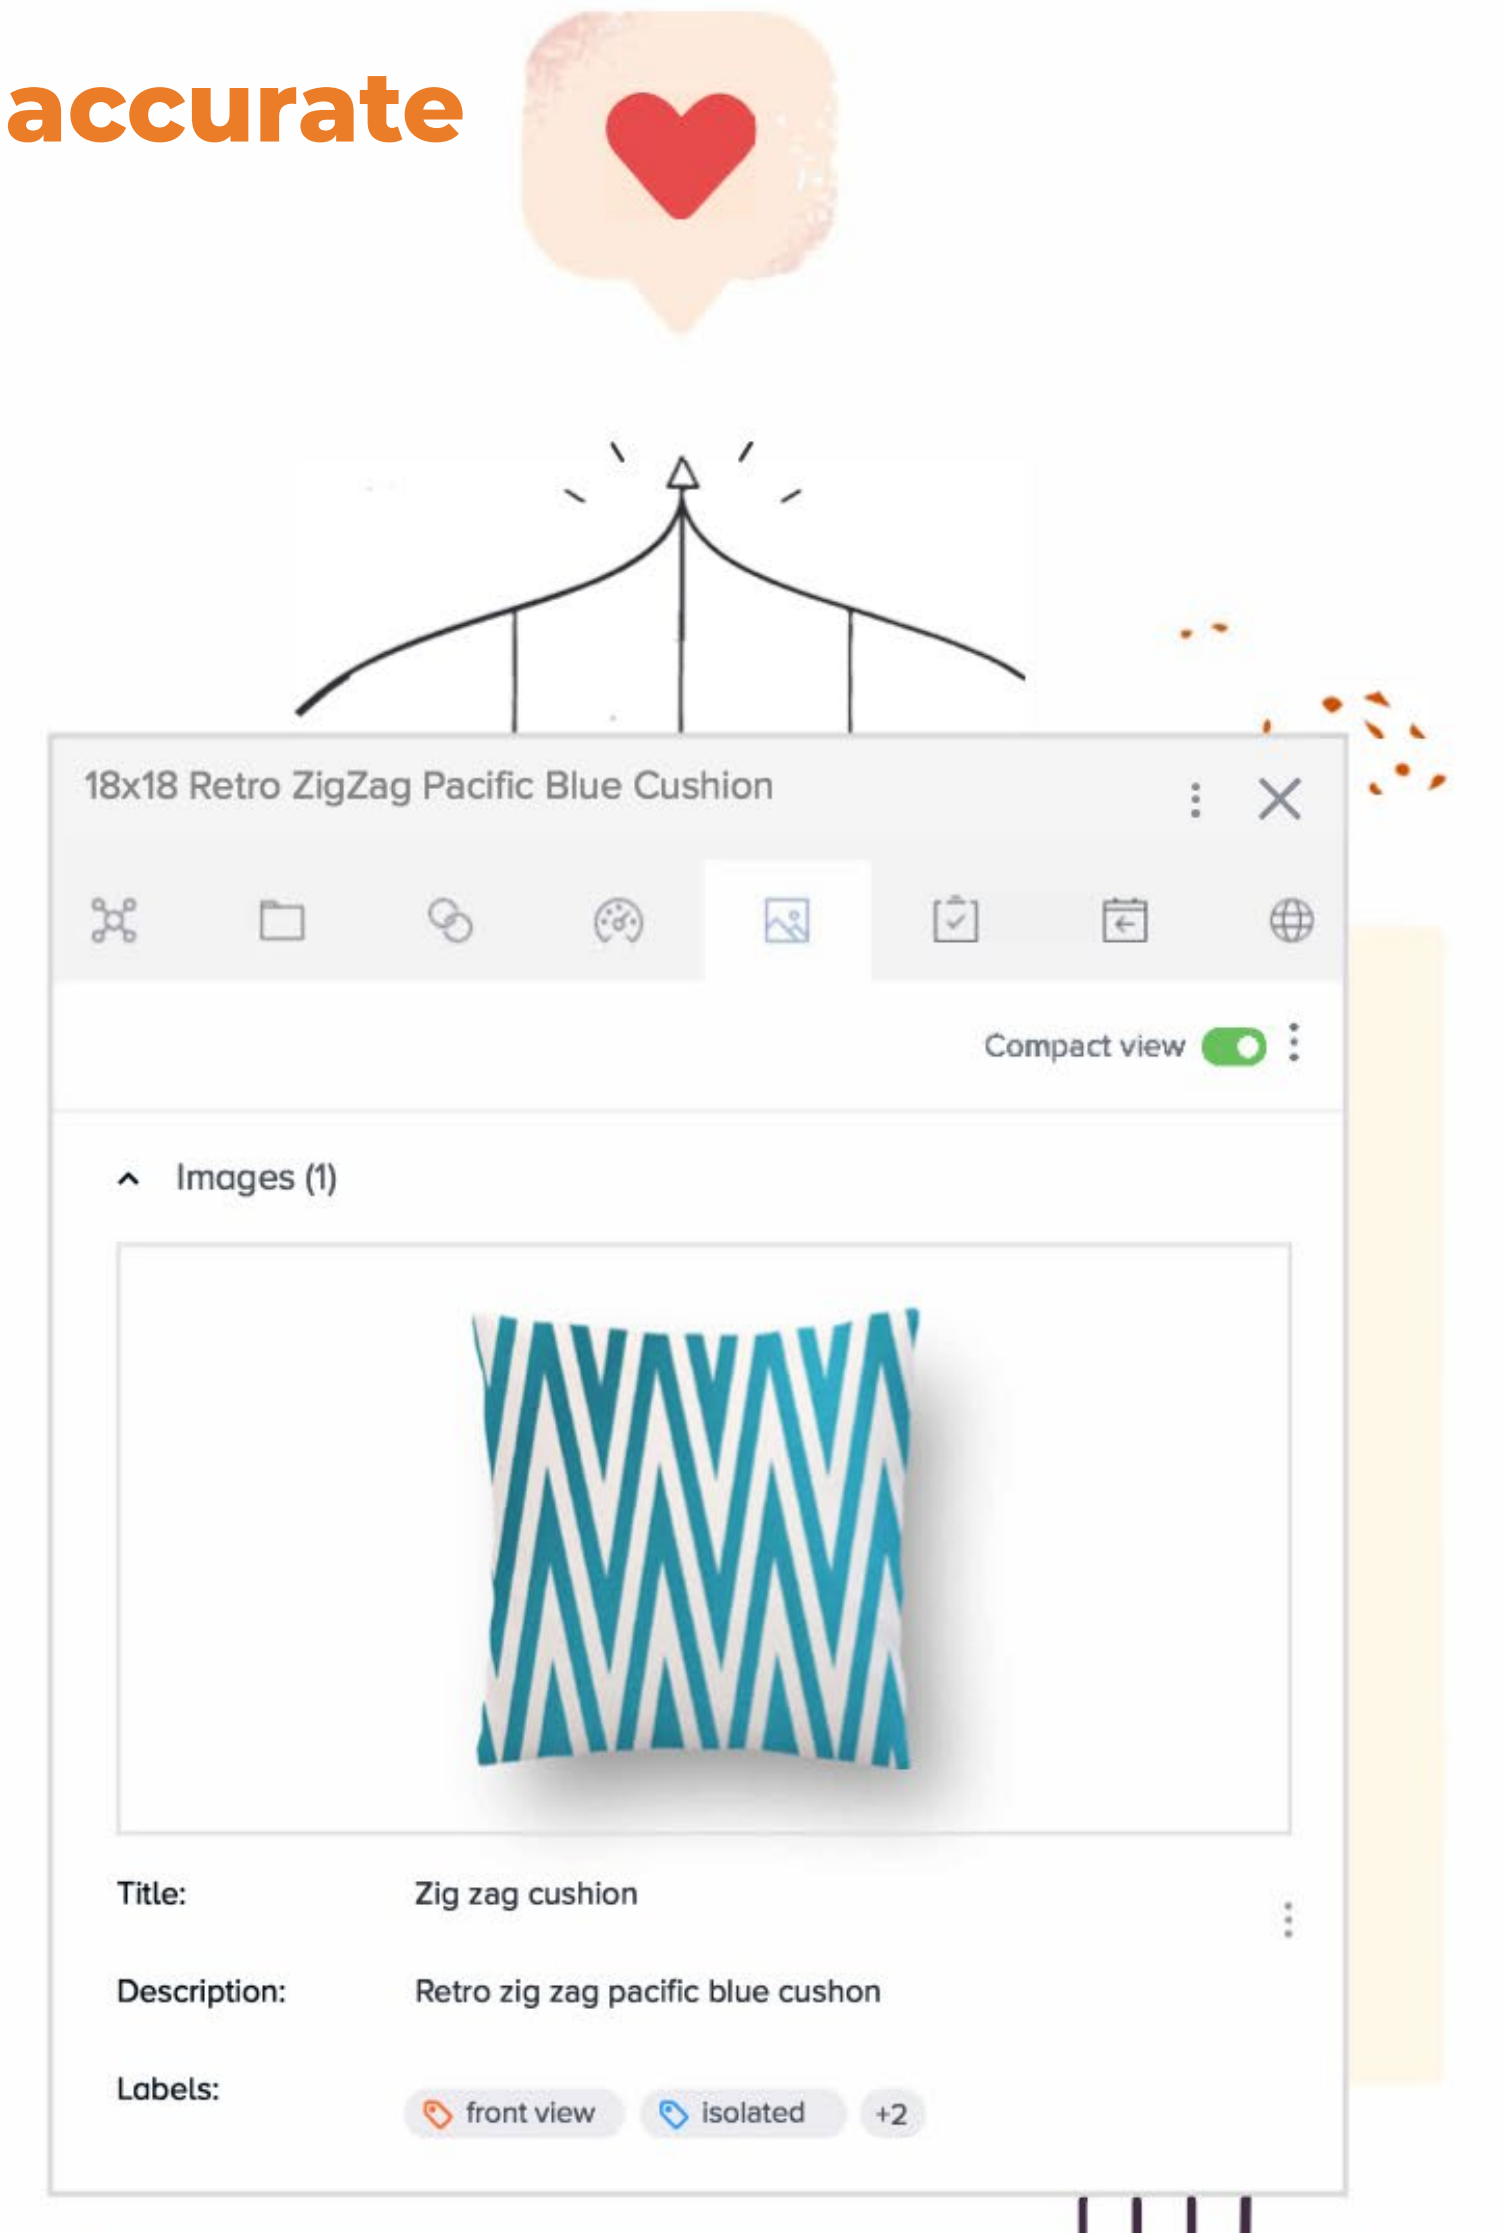 accurate
18x18 Retro ZigZag Pacific Blue Cushion
Compact view
Images (1)
Title: Zig zag cushion
Description: Retro zig zag pacific blue cushon
Labels: front view isolated +2